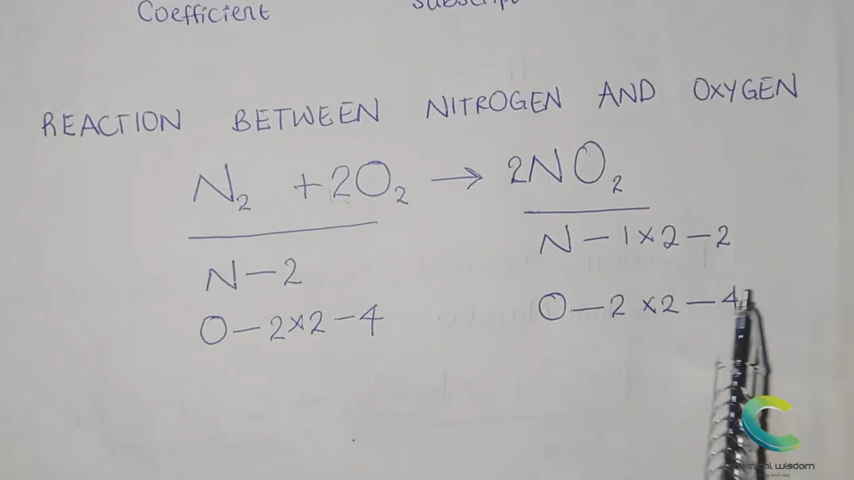 Coefficient subscript
REACTION BETWEEN NITROGEN AND OXYGEN
N₂ + 2O₂ → 2NO₂
N – 2 N – 1 × 2 – 2
O – 2 × 2 – 4 O – 2 × 2 – 4